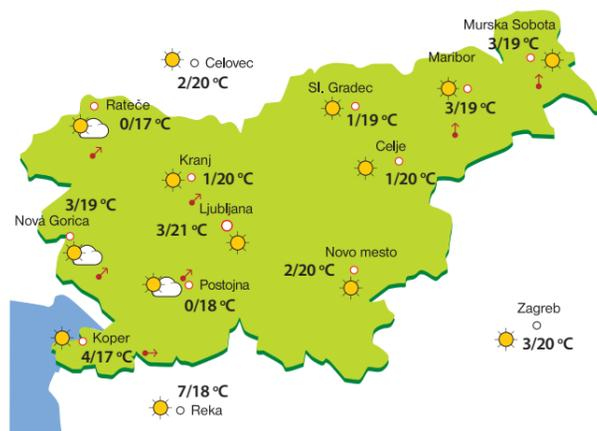 Murska Sobota
3/19 °C
Maribor
3/19 °C
Celovec
2/20 °C
Sl. Gradec
1/19 °C
Rateče
0/17 °C
Celje
1/20 °C
Kranj
1/20 °C
3/19 °C
Nova Gorica
Ljubljana
3/21 °C
Novo mesto
2/20 °C
Postojna
0/18 °C
Zagreb
3/20 °C
Koper
4/17 °C
7/18 °C
Reka